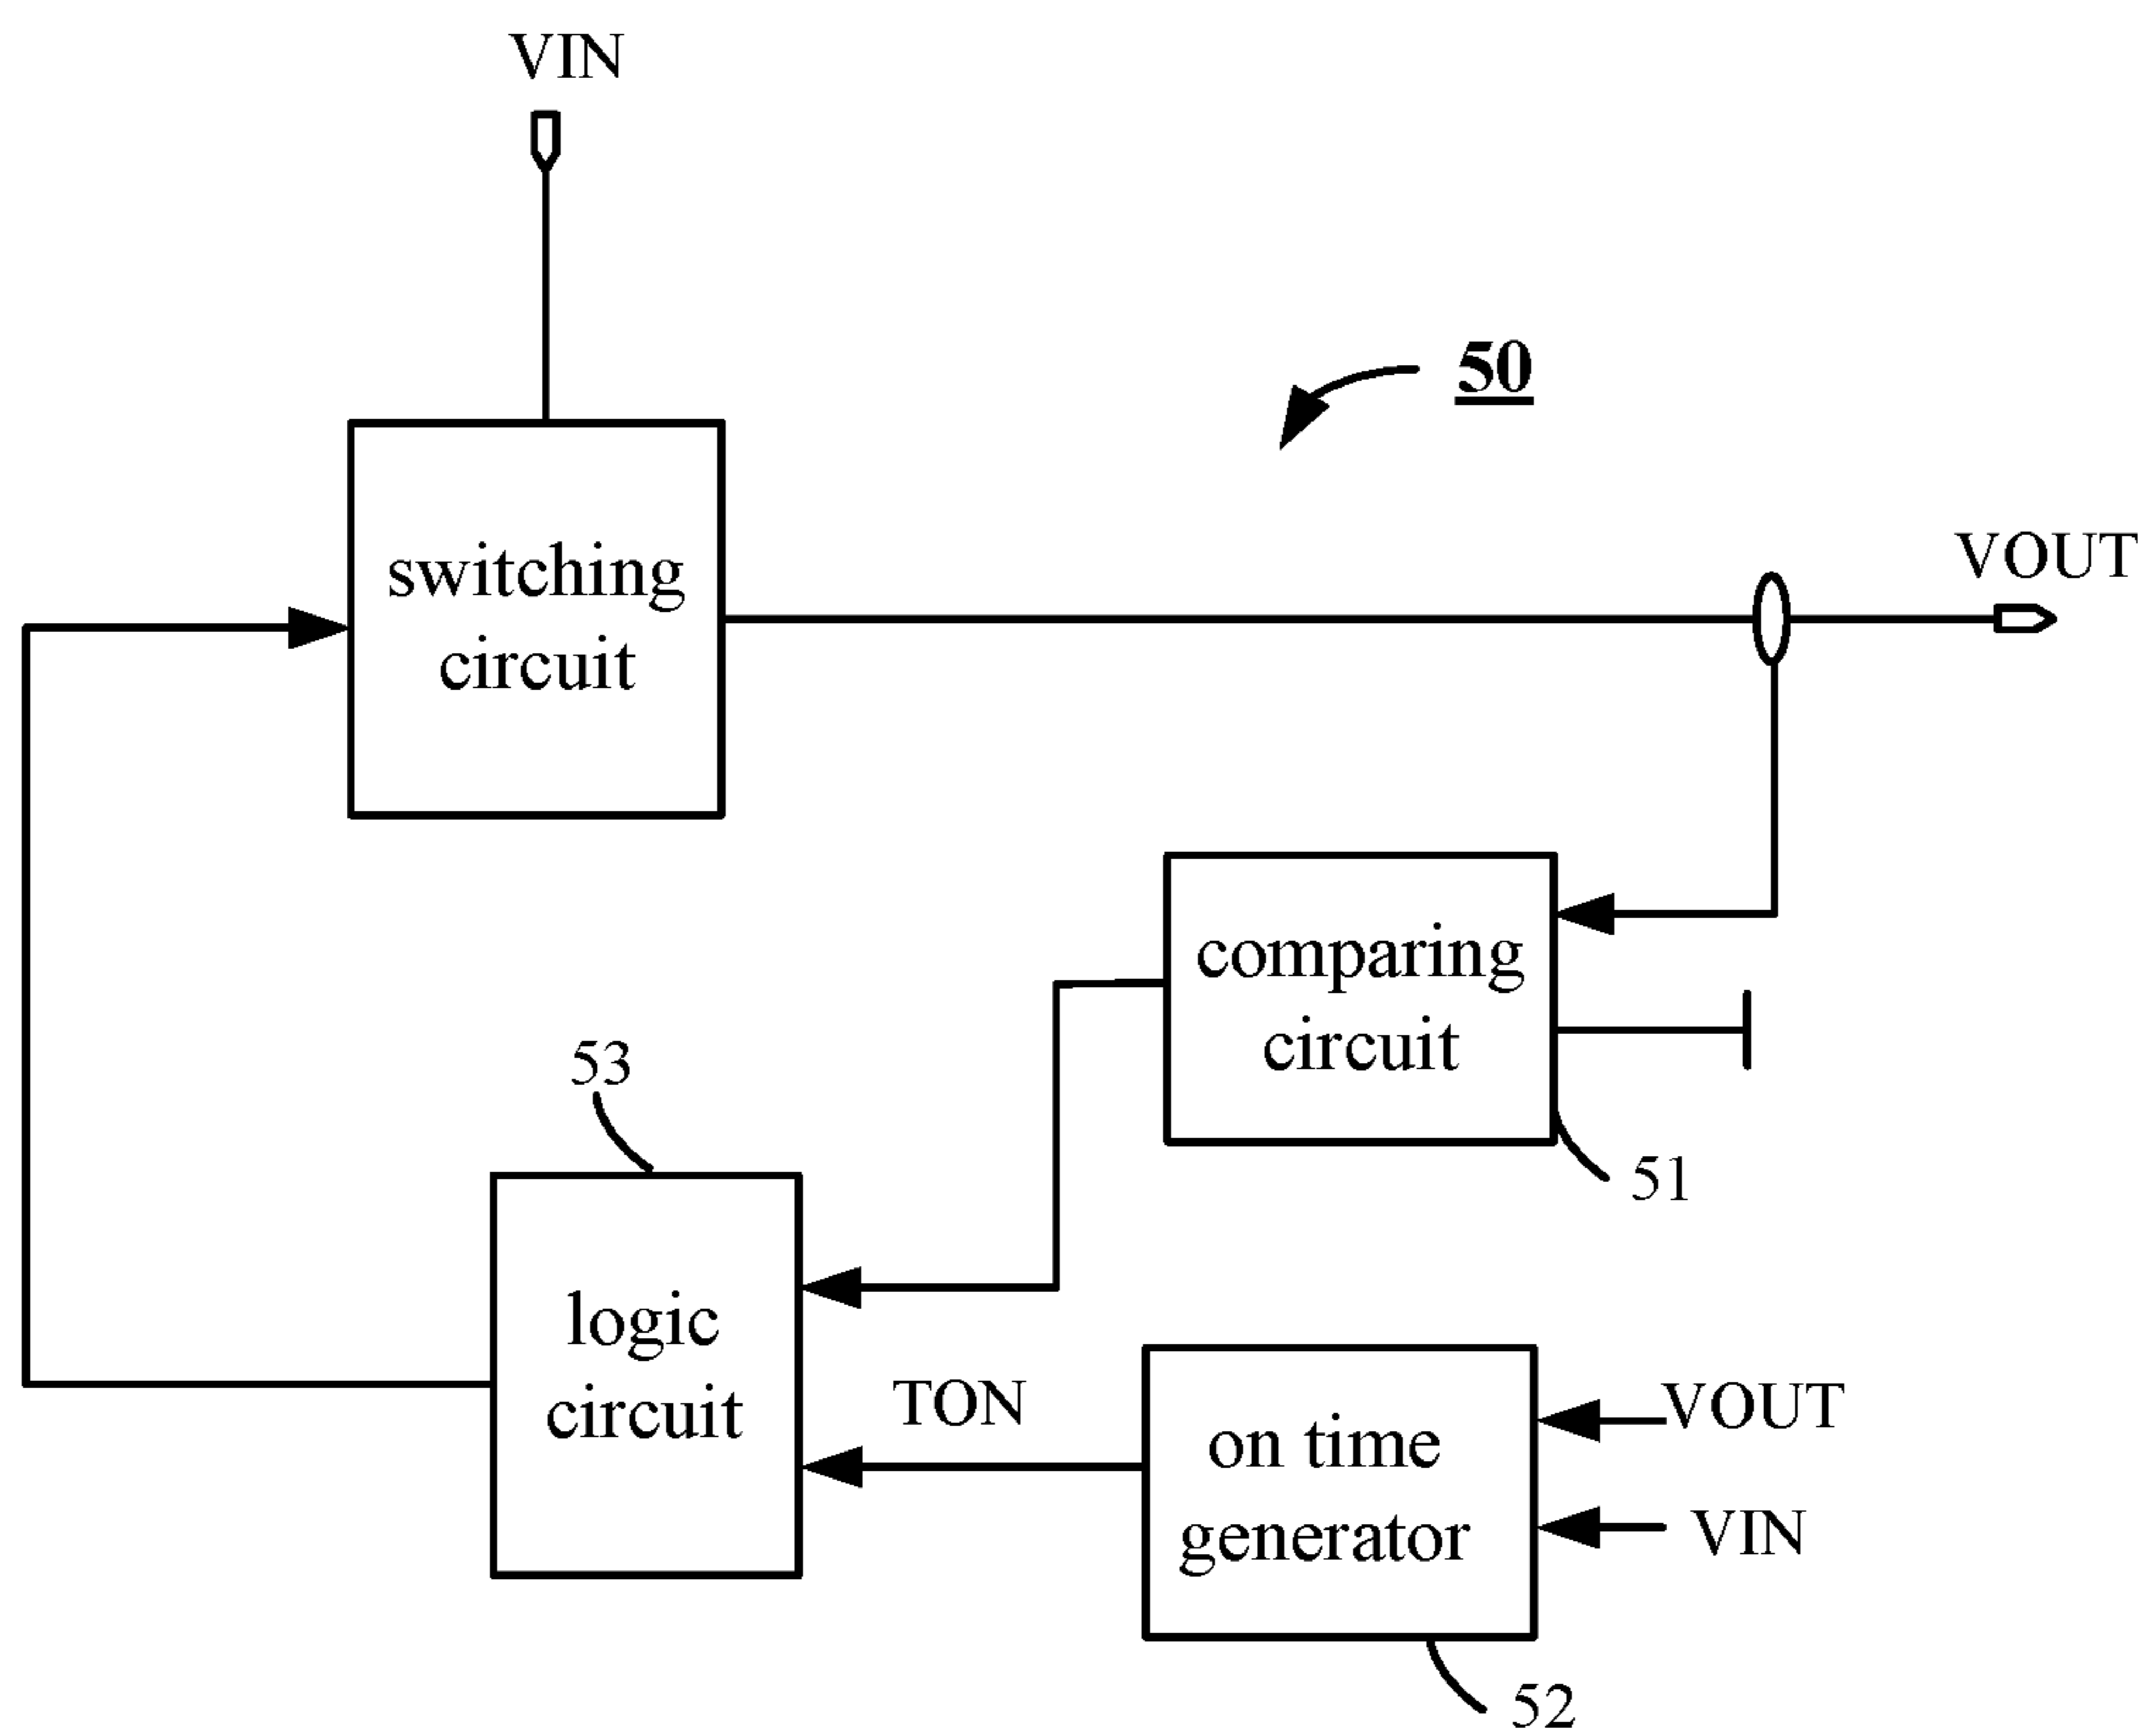 VIN
50
switching
circuit
VOUT
comparing
circuit
53
51
logic
circuit
TON
on time
generator
VOUT
VIN
52